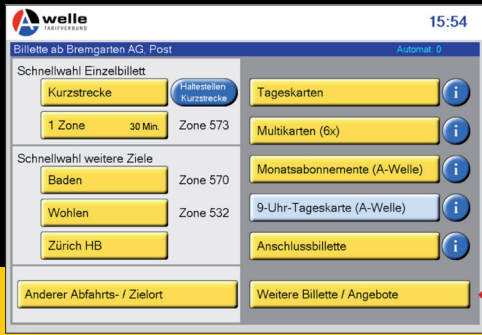 A welle
TARIFVERBUND
15:54
Billette ab Bremgarten AG, Post
Automat: 0
Schnellwahl Einzelbillett
Kurzstrecke
Haltestellen
Kurzstrecke
1 Zone 30 Min. Zone 573
Schnellwahl weitere Ziele
Baden Zone 570
Wohlen Zone 532
Zürich HB
Anderer Abfahrts- / Zielort
Tageskarten i
Multikarten (6x) i
Monatsabonnemente (A-Welle) i
9-Uhr-Tageskarte (A-Welle) i
Anschlussbillette i
Weitere Billette / Angebote